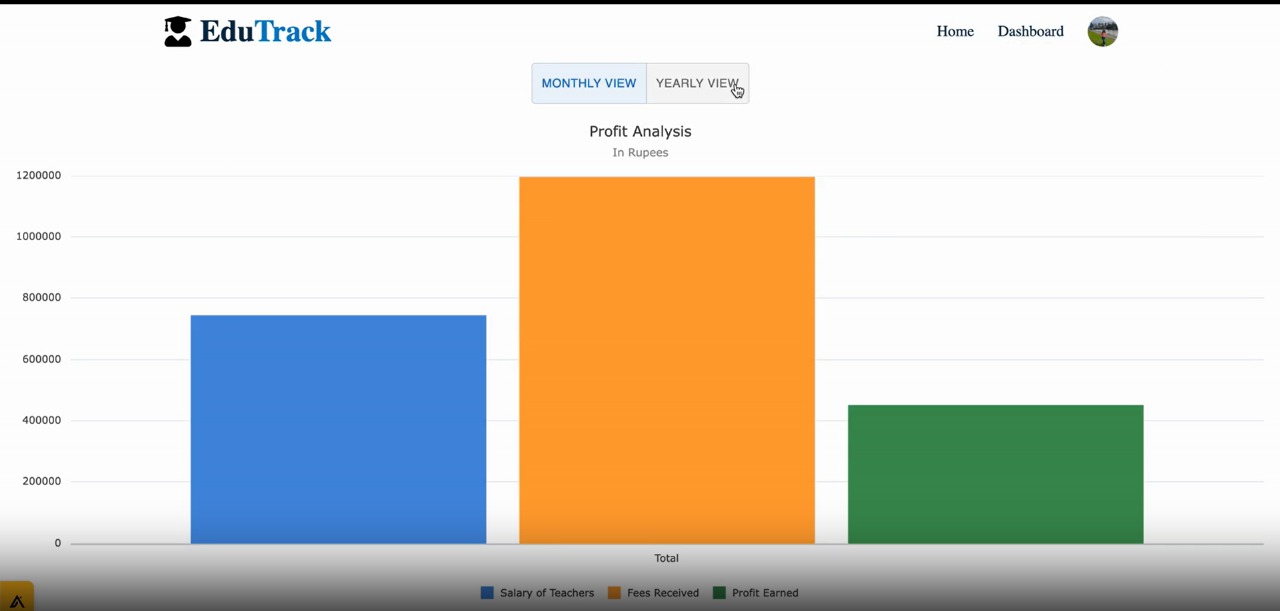 EduTrack
Home Dashboard
MONTHLY VIEW YEARLY VIEW
Profit Analysis
In Rupees
1200000
1000000
800000
600000
400000
200000
0
Total
Salary of Teachers Fees Received Profit Earned